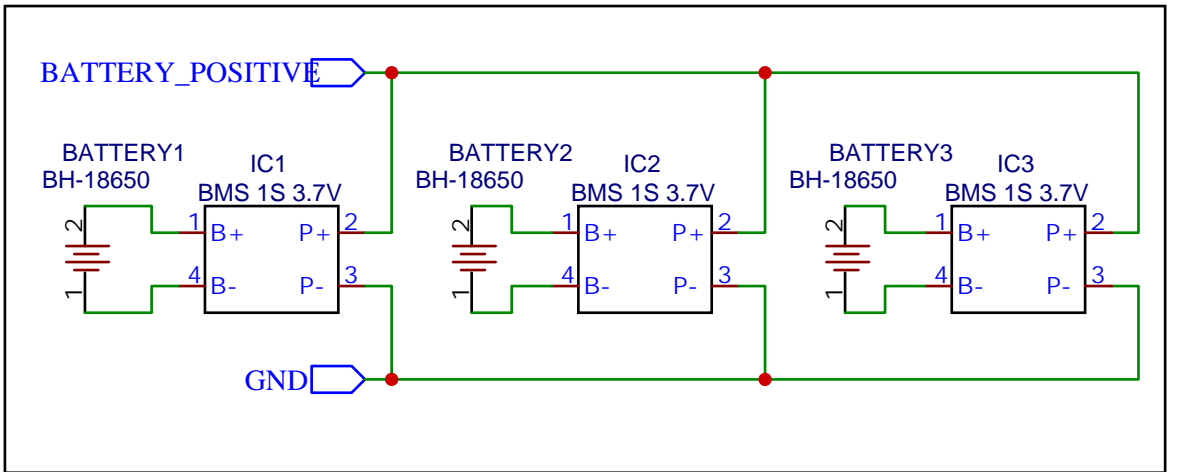 BATTERY_POSITIVE
BATTERY1
BH-18650
IC1
BMS 1S 3.7V
2
1
1
B+
P+
2
4
B-
P-
3
BATTERY2
BH-18650
IC2
BMS 1S 3.7V
2
1
1
B+
P+
2
4
B-
P-
3
BATTERY3
BH-18650
IC3
BMS 1S 3.7V
2
1
1
B+
P+
2
4
B-
P-
3
GND